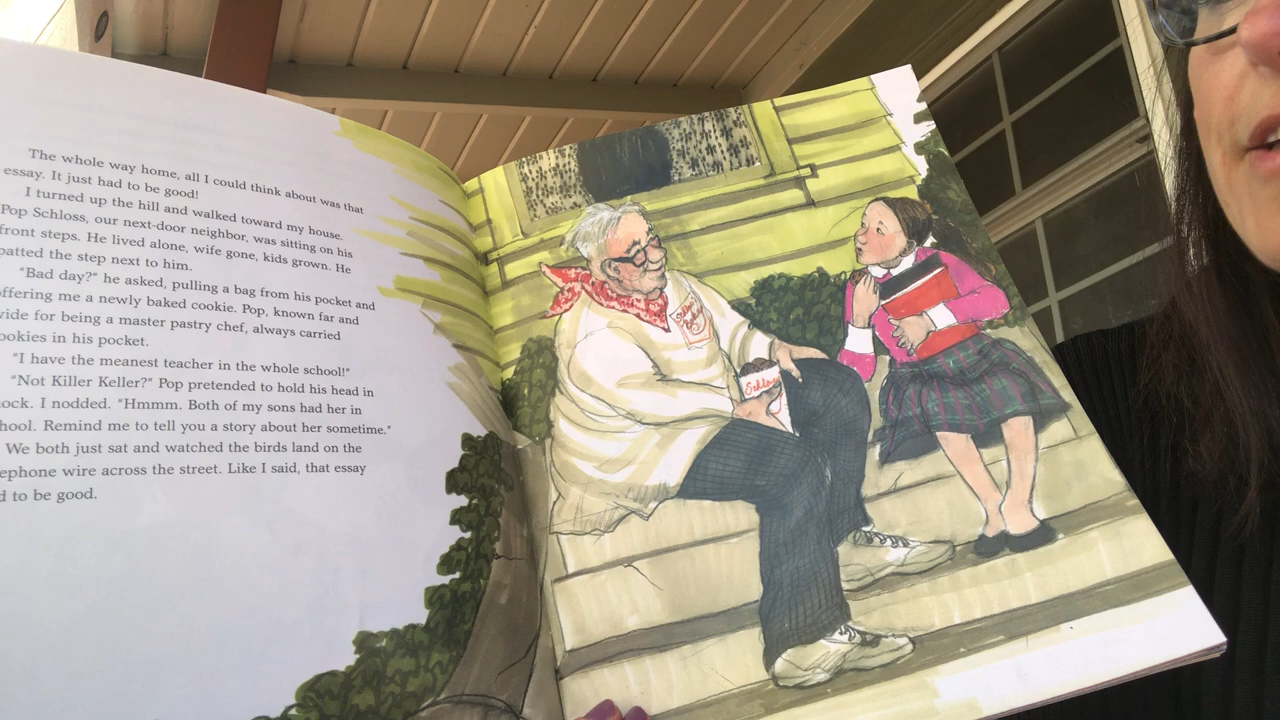 The whole way home, all I could think about was that
essay. It just had to be good!
I turned up the hill and walked toward my house.
Pop Schloss, our next-door neighbor, was sitting on his
front steps. He lived alone, wife gone, kids grown. He
patted the step next to him.
"Bad day?" he asked, pulling a bag from his pocket and
offering me a newly baked cookie. Pop, known far and
wide for being a master pastry chef, always carried
ookies in his pocket.
"I have the meanest teacher in the whole school!"
"Not Killer Keller?" Pop pretended to hold his head in
ock. I nodded. "Hmmm. Both of my sons had her in
hool. Remind me to tell you a story about her sometime."
We both just sat and watched the birds land on the
ephone wire across the street. Like I said, that essay
d to be good.